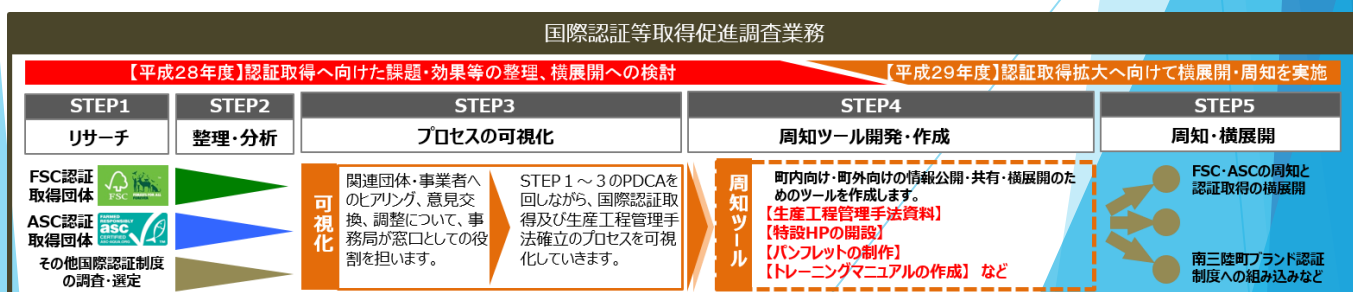 国際認証等取得促進調査業務
【平成28年度】認証取得へ向けた課題・効果等の整理、横展開への検討
【平成29年度】認証取得拡大へ向けて横展開・周知を実施
STEP1
リサーチ
STEP2
整理・分析
STEP3
プロセスの可視化
STEP4
周知ツール開発・作成
STEP5
周知・横展開
FSC認証
取得団体
FSC
ASC認証
取得団体
FARMED
RESPONSIBLY
asc
CERTIFIED
その他国際認証制度
の調査・選定
可視化
関連団体・事業者へ
のヒアリング、意見交
換、調整について、事
務局が窓口としての役
割を担います。
STEP１～３のPDCAを
回しながら、国際認証取
得及び生産工程管理手
法確立のプロセスを可視
化していきます。
周知ツール
町内向け・町外向けの情報公開・共有・横展開のた
めのツールを作成します。
【生産工程管理手法資料】
【特設HPの開設】
【パンフレットの制作】
【トレーニングマニュアルの作成】 など
FSC・ASCの周知と
認証取得の横展開
南三陸町ブランド認証
制度への組み込みなど